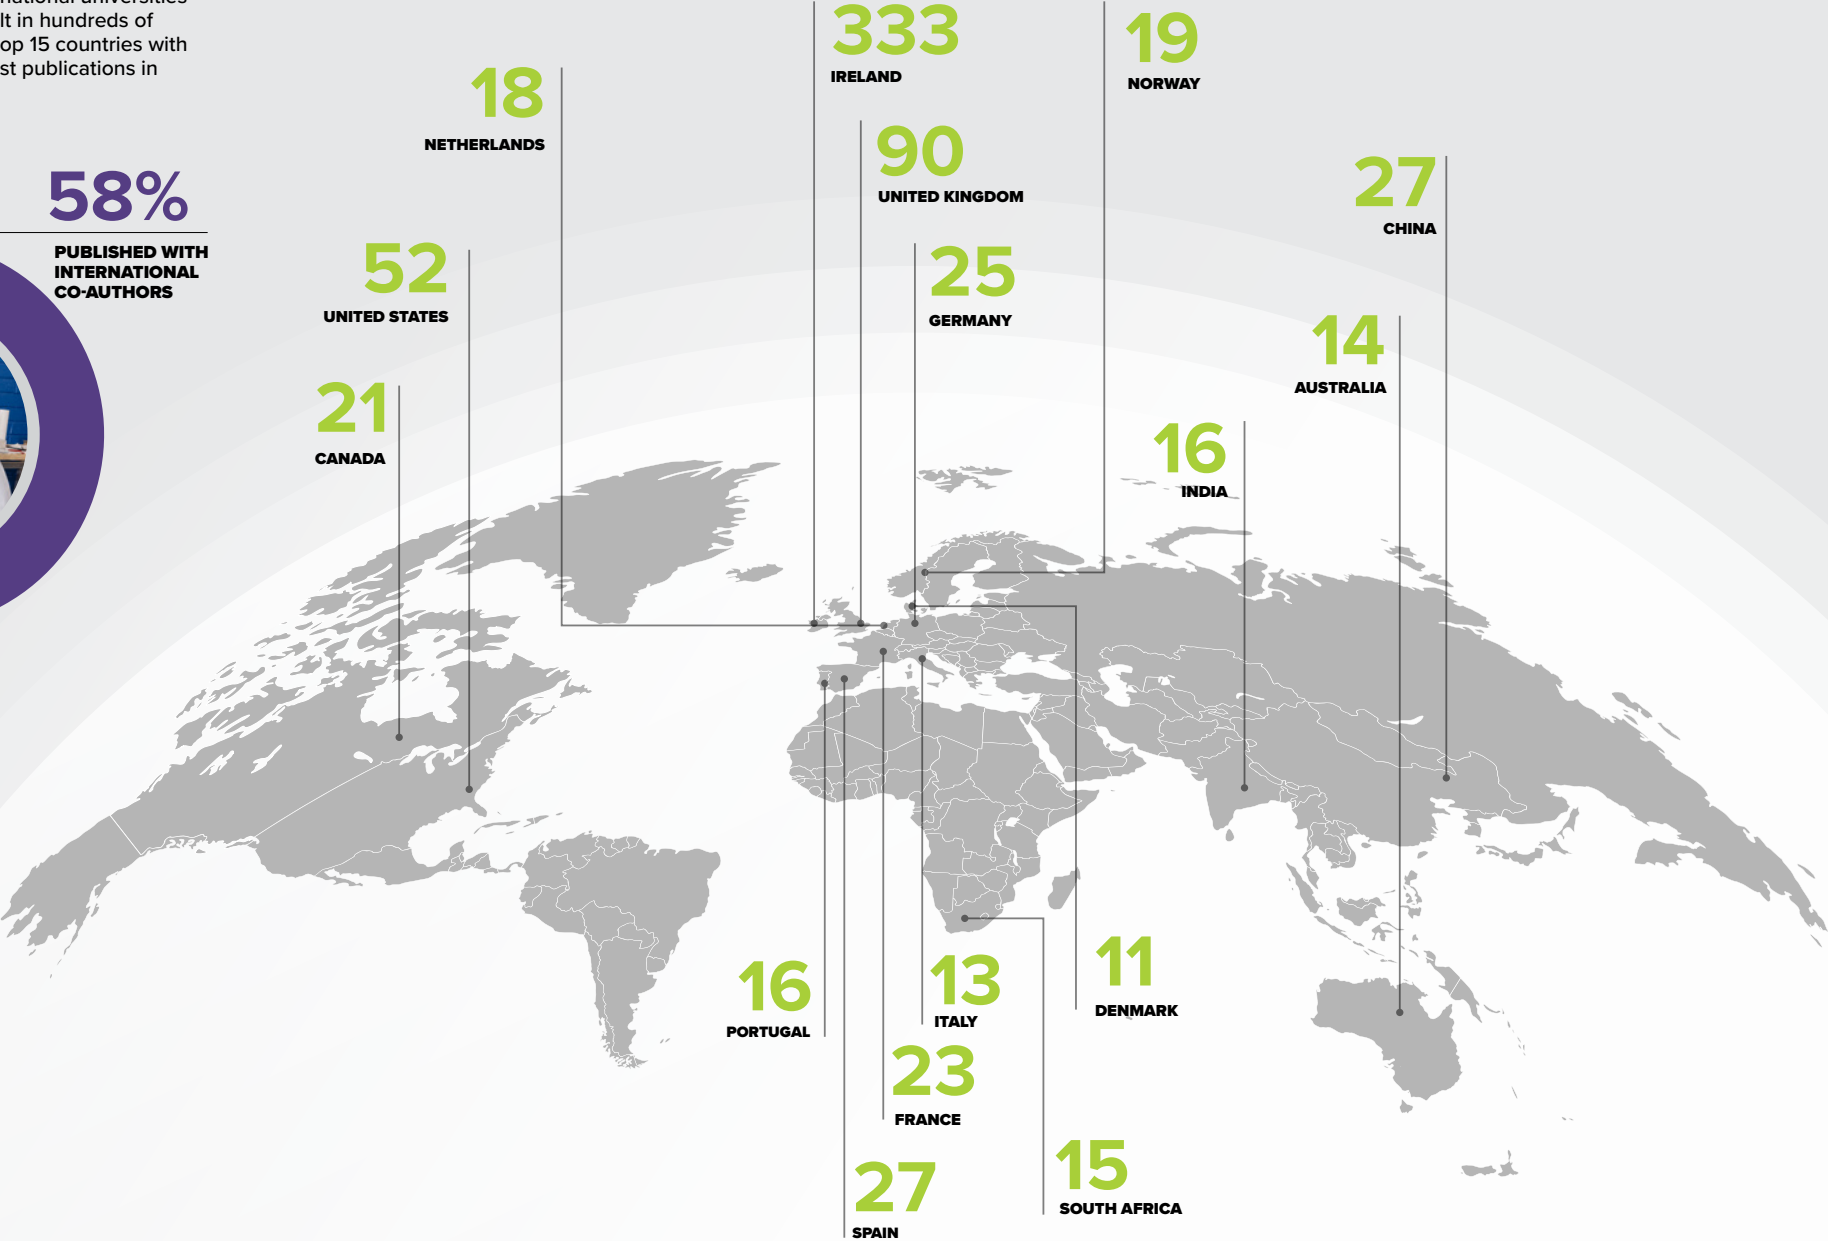 national universities
lt in hundreds of
op 15 countries with
st publications in
58%
PUBLISHED WITH
INTERNATIONAL
CO-AUTHORS
18
NETHERLANDS
333
IRELAND
19
NORWAY
90
UNITED KINGDOM
27
CHINA
52
UNITED STATES
25
GERMANY
14
AUSTRALIA
21
CANADA
16
INDIA
16
PORTUGAL
13
ITALY
11
DENMARK
23
FRANCE
27
SPAIN
15
SOUTH AFRICA